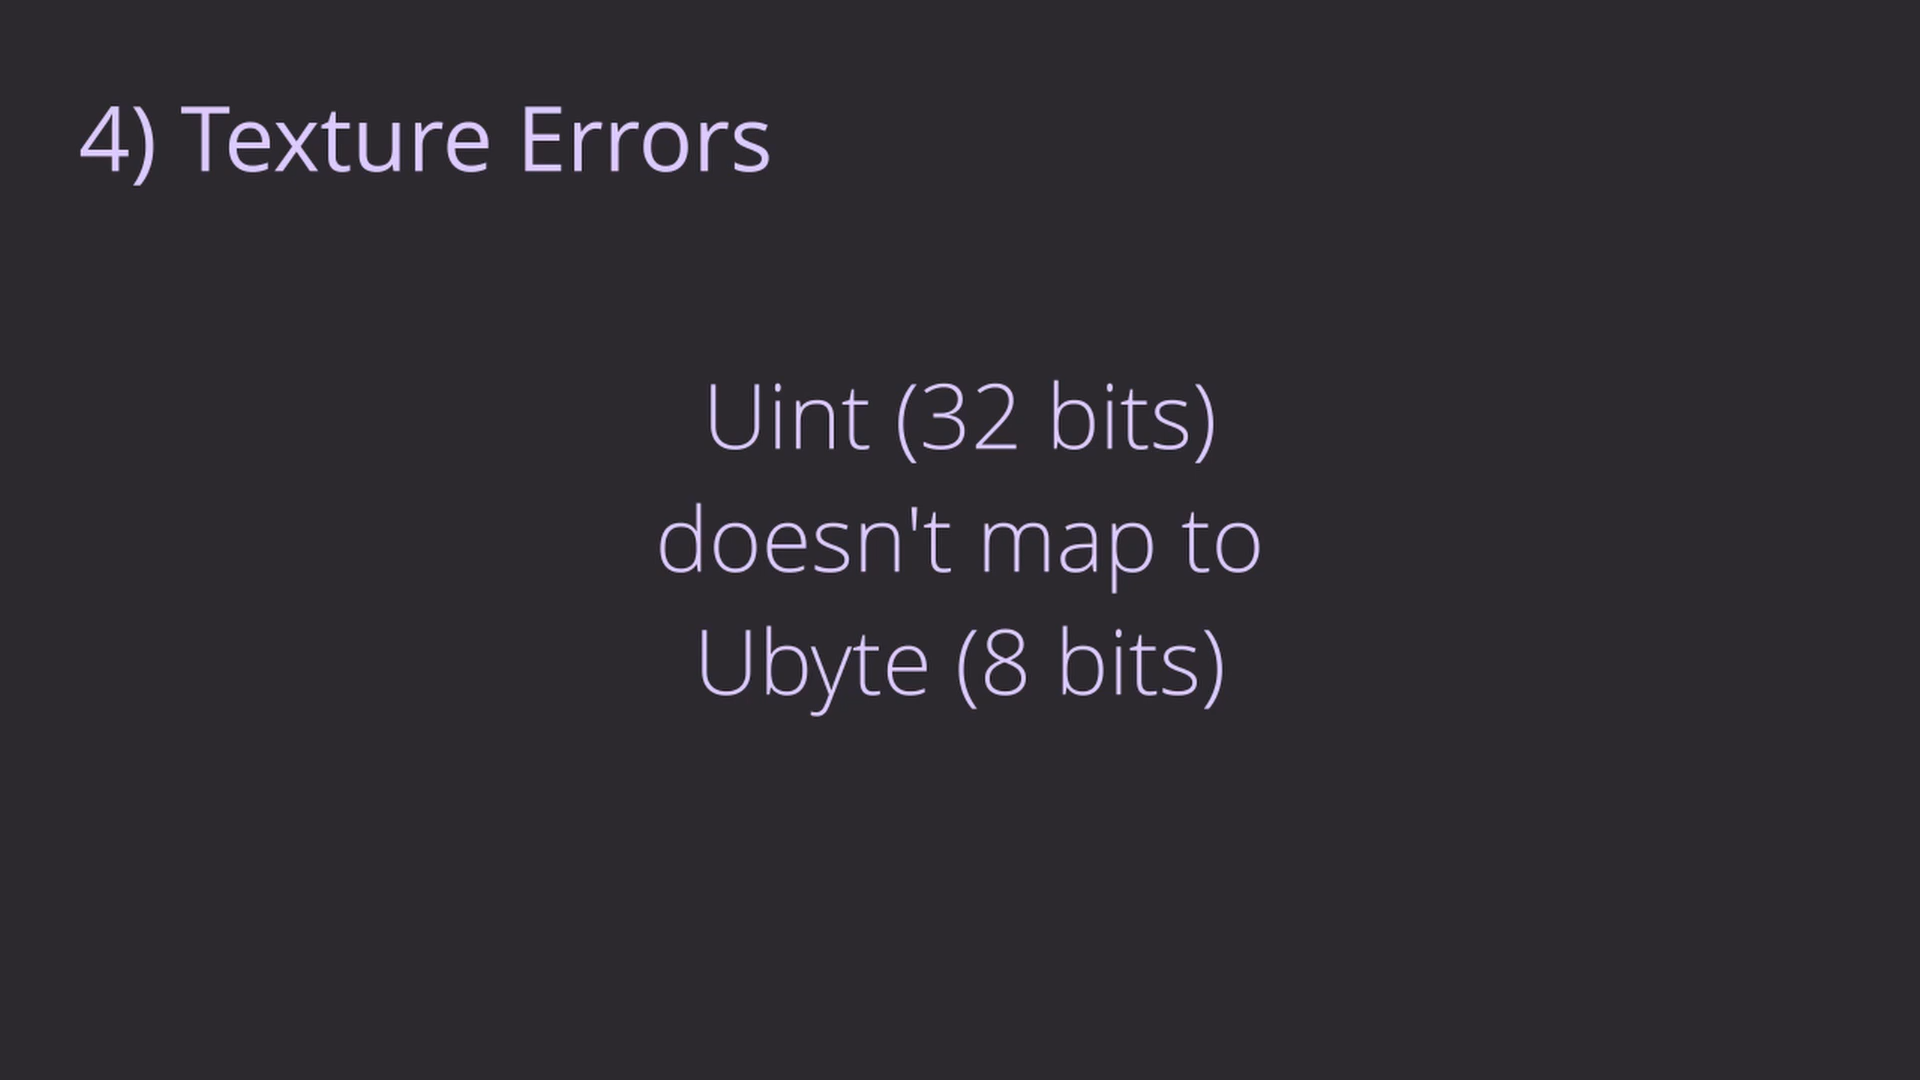 4) Texture Errors
Uint (32 bits)
doesn't map to
Ubyte (8 bits)